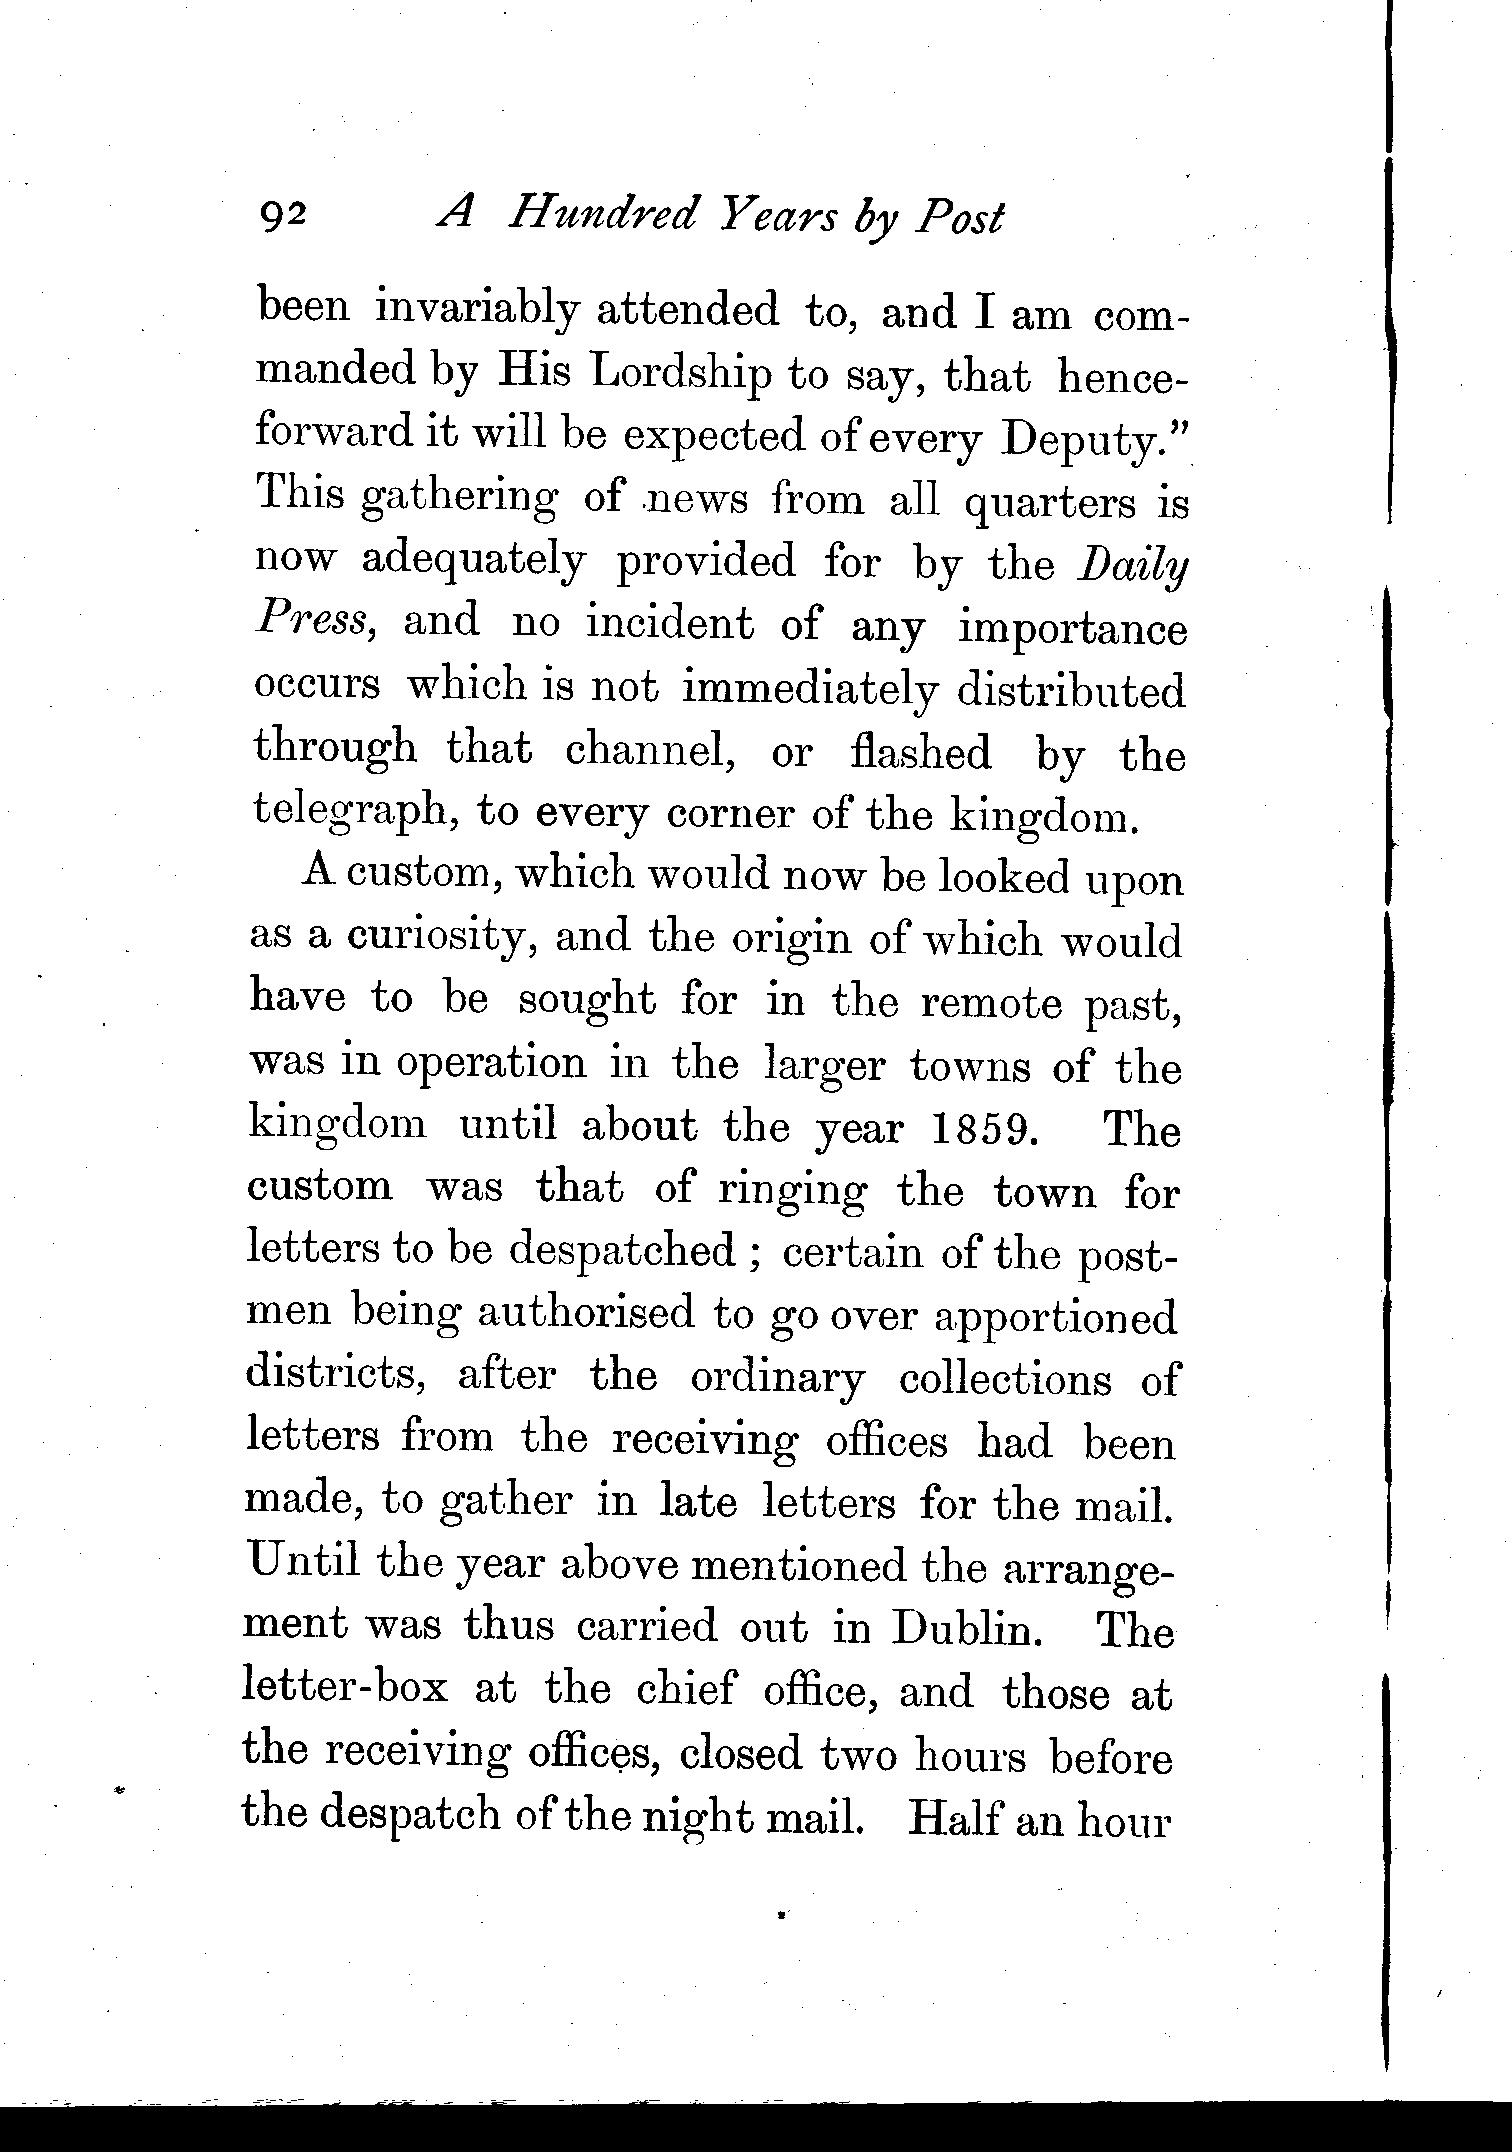 92 A Hundred Years by Post
been invariably attended to, and I am com-
manded by His Lordship to say, that hence-
forward it will be expected of every Deputy."
This gathering of news from all quarters is
now adequately provided for by the Daily
Press, and no incident of any importance
occurs which is not immediately distributed
through that channel, or flashed by the
telegraph, to every corner of the kingdom.
A custom, which would now be looked upon
as a curiosity, and the origin of which would
have to be sought for in the remote past,
was in operation in the larger towns of the
kingdom until about the year 1859. The
custom was that of ringing the town for
letters to be despatched ; certain of the post-
men being authorised to go over apportioned
districts, after the ordinary collections of
letters from the receiving offices had been
made, to gather in late letters for the mail.
Until the year above mentioned the arrange-
ment was thus carried out in Dublin. The
letter-box at the chief office, and those at
the receiving offices, closed two hours before
the despatch of the night mail. Half an hour